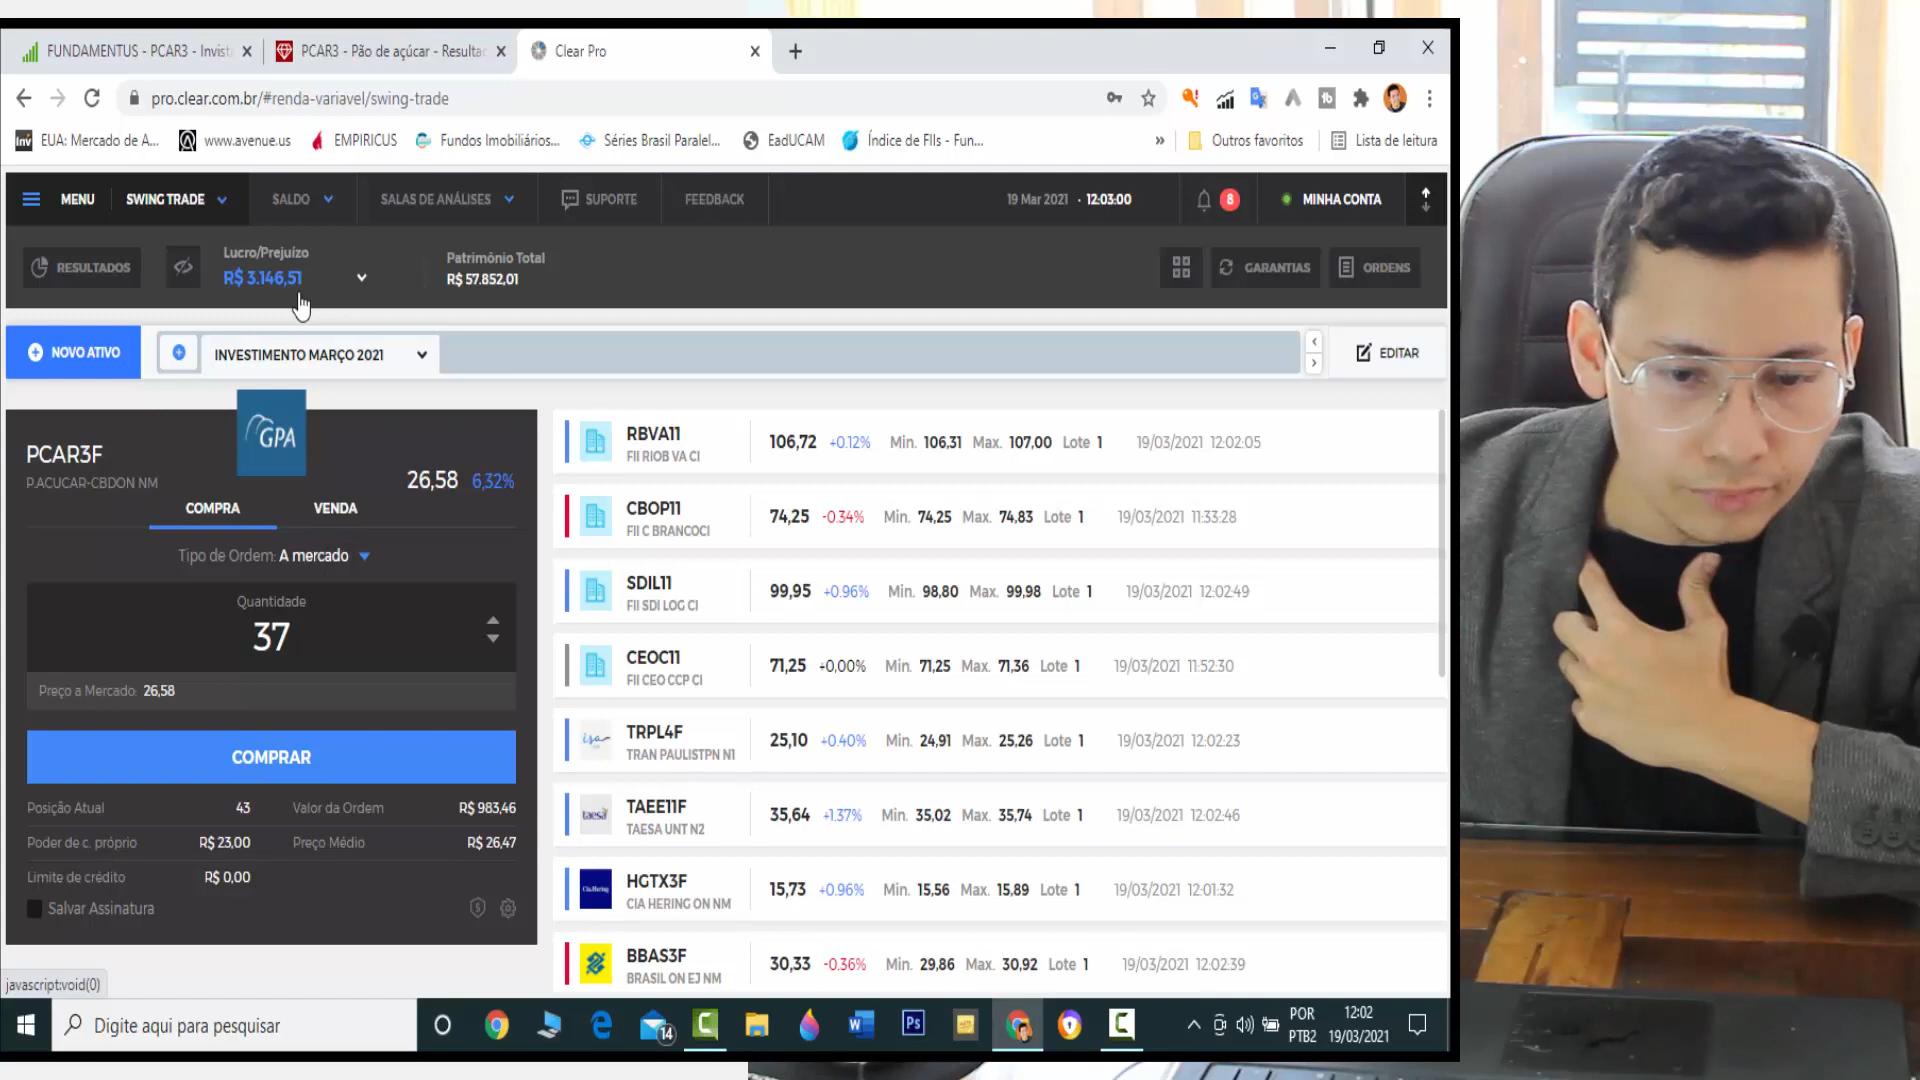 FUNDAMENTUS - PCAR3 - Invist
PCAR3 - Pão de açúcar - Resultac
Clear Pro
pro.clear.com.br/#renda-variavel/swing-trade
EUA: Mercado de A...
www.avenue.us
EMPIRICUS
Fundos Imobiliários...
Séries Brasil Paralel...
EadUCAM
Índice de FIIs - Fun...
»
Outros favoritos
Lista de leitura
MENU
SWING TRADE
SALDO
SALAS DE ANÁLISES
SUPORTE
FEEDBACK
19 Mar 2021 · 12:03:00
8
MINHA CONTA
RESULTADOS
Lucro/Prejuízo
R$ 3.146,51
Patrimônio Total
R$ 57.852,01
GARANTIAS
ORDENS
NOVO ATIVO
INVESTIMENTO MARÇO 2021
EDITAR
GPA
PCAR3F
P.ACUCAR-CBDON NM
26,58 6,32%
COMPRA
VENDA
Tipo de Ordem: A mercado
Quantidade
37
Preço a Mercado: 26,58
COMPRAR
Posição Atual 43 Valor da Ordem R$ 983,46
Poder de c. próprio R$ 23,00 Preço Médio R$ 26,47
Limite de crédito R$ 0,00
Salvar Assinatura
RBVA11
FII RIOB VA CI
106,72 +0.12% Min. 106,31 Max. 107,00 Lote 1 19/03/2021 12:02:05
CBOP11
FII C BRANCOCI
74,25 -0.34% Min. 74,25 Max. 74,83 Lote 1 19/03/2021 11:33:28
SDIL11
FII SDI LOG CI
99,95 +0.96% Min. 98,80 Max. 99,98 Lote 1 19/03/2021 12:02:49
CEOC11
FII CEO CCP CI
71,25 +0,00% Min. 71,25 Max. 71,36 Lote 1 19/03/2021 11:52:30
TRPL4F
TRAN PAULISTPN N1
25,10 +0.40% Min. 24,91 Max. 25,26 Lote 1 19/03/2021 12:02:23
taesa
TAEE11F
TAESA UNT N2
35,64 +1.37% Min. 35,02 Max. 35,74 Lote 1 19/03/2021 12:02:46
Cia.Hering
HGTX3F
CIA HERING ON NM
15,73 +0.96% Min. 15,56 Max. 15,89 Lote 1 19/03/2021 12:01:32
BBAS3F
BRASIL ON EJ NM
30,33 -0.36% Min. 29,86 Max. 30,92 Lote 1 19/03/2021 12:02:39
javascript:void(0)
Digite aqui para pesquisar
14
Ps
POR
PTB2
12:02
19/03/2021